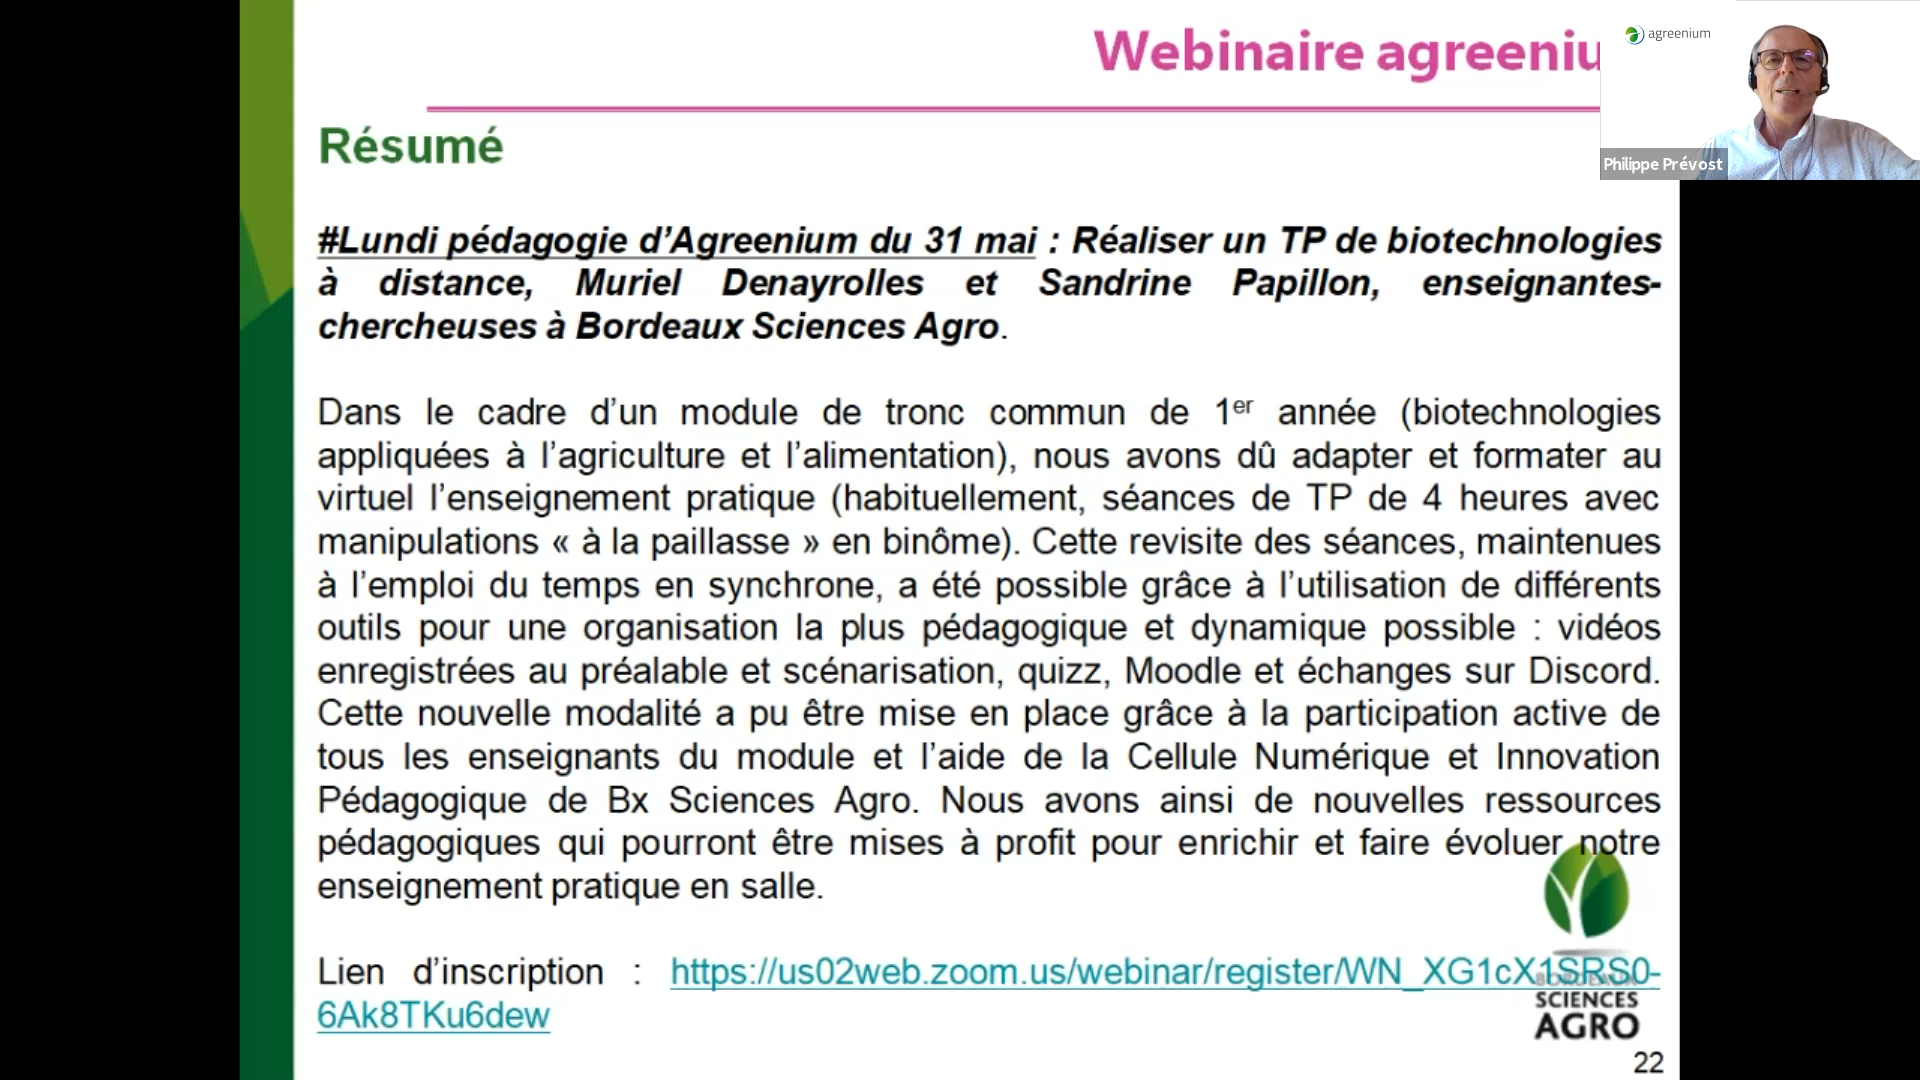 Webinaire agreeniu
agreenium
Philippe Prévost
Résumé
#Lundi pédagogie d’Agreenium du 31 mai : Réaliser un TP de biotechnologies
à distance, Muriel Denayrolles et Sandrine Papillon, enseignantes-
chercheuses à Bordeaux Sciences Agro.
Dans le cadre d’un module de tronc commun de 1er année (biotechnologies
appliquées à l’agriculture et l’alimentation), nous avons dû adapter et formater au
virtuel l’enseignement pratique (habituellement, séances de TP de 4 heures avec
manipulations « à la paillasse » en binôme). Cette revisite des séances, maintenues
à l’emploi du temps en synchrone, a été possible grâce à l’utilisation de différents
outils pour une organisation la plus pédagogique et dynamique possible : vidéos
enregistrées au préalable et scénarisation, quizz, Moodle et échanges sur Discord.
Cette nouvelle modalité a pu être mise en place grâce à la participation active de
tous les enseignants du module et l’aide de la Cellule Numérique et Innovation
Pédagogique de Bx Sciences Agro. Nous avons ainsi de nouvelles ressources
pédagogiques qui pourront être mises à profit pour enrichir et faire évoluer notre
enseignement pratique en salle.
Lien d’inscription : https://us02web.zoom.us/webinar/register/WN_XG1cX1SRS0-
6Ak8TKu6dew
BORDEAUX
SCIENCES
AGRO
22